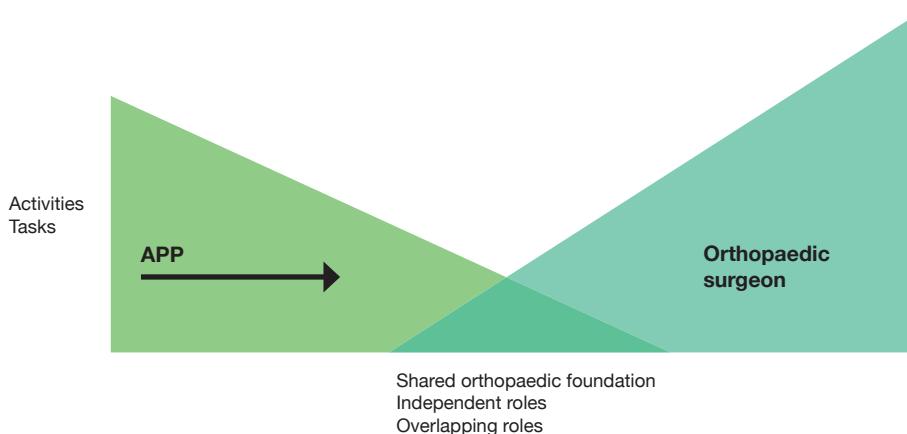 Activities
Tasks
APP
Orthopaedic
surgeon
Shared orthopaedic foundation
Independent roles
Overlapping roles